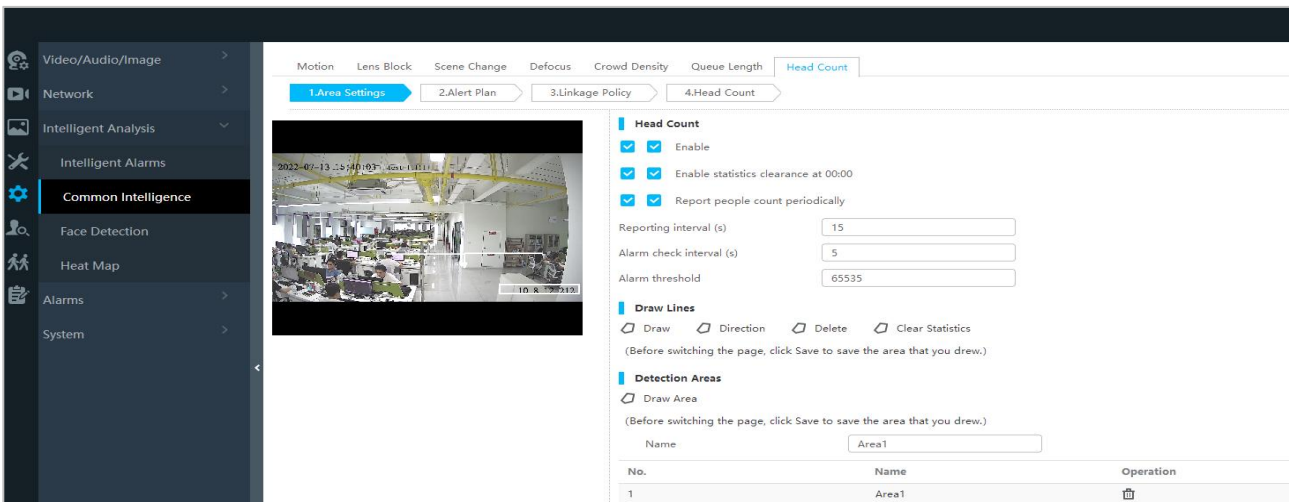 Video/Audio/Image
Network
Intelligent Analysis
Intelligent Alarms
Common Intelligence
Face Detection
Heat Map
Alarms
System
Motion Lens Block Scene Change Defocus Crowd Density Queue Length Head Count
1.Area Settings 2.Alert Plan 3.Linkage Policy 4.Head Count
Head Count
Enable
Enable statistics clearance at 00:00
Report people count periodically
Reporting interval (s) 15
Alarm check interval (s) 5
Alarm threshold 65535
Draw Lines
Draw Direction Delete Clear Statistics
(Before switching the page, click Save to save the area that you drew.)
Detection Areas
Draw Area
(Before switching the page, click Save to save the area that you drew.)
Name Area1
No. Name Operation
1 Area1
2022-07-13